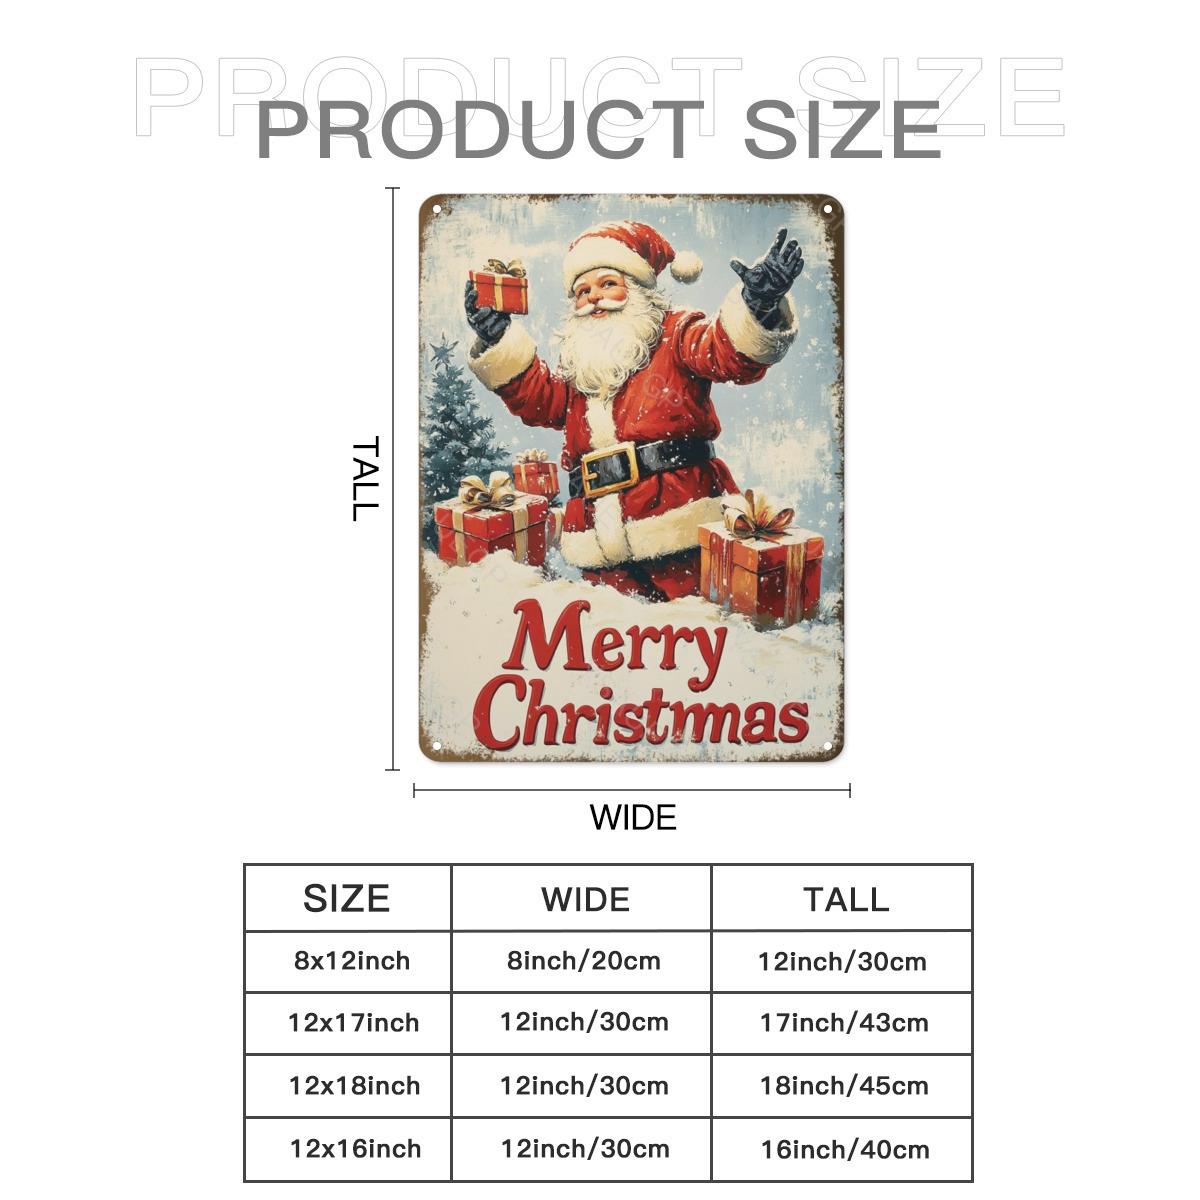 PRODUCT SIZE
PRODUCT SIZE
TALL
Merry
Christmas
WIDE
SIZE WIDE TALL
8x12inch 8inch/20cm 12inch/30cm
12x17inch 12inch/30cm 17inch/43cm
12x18inch 12inch/30cm 18inch/45cm
12x16inch 12inch/30cm 16inch/40cm